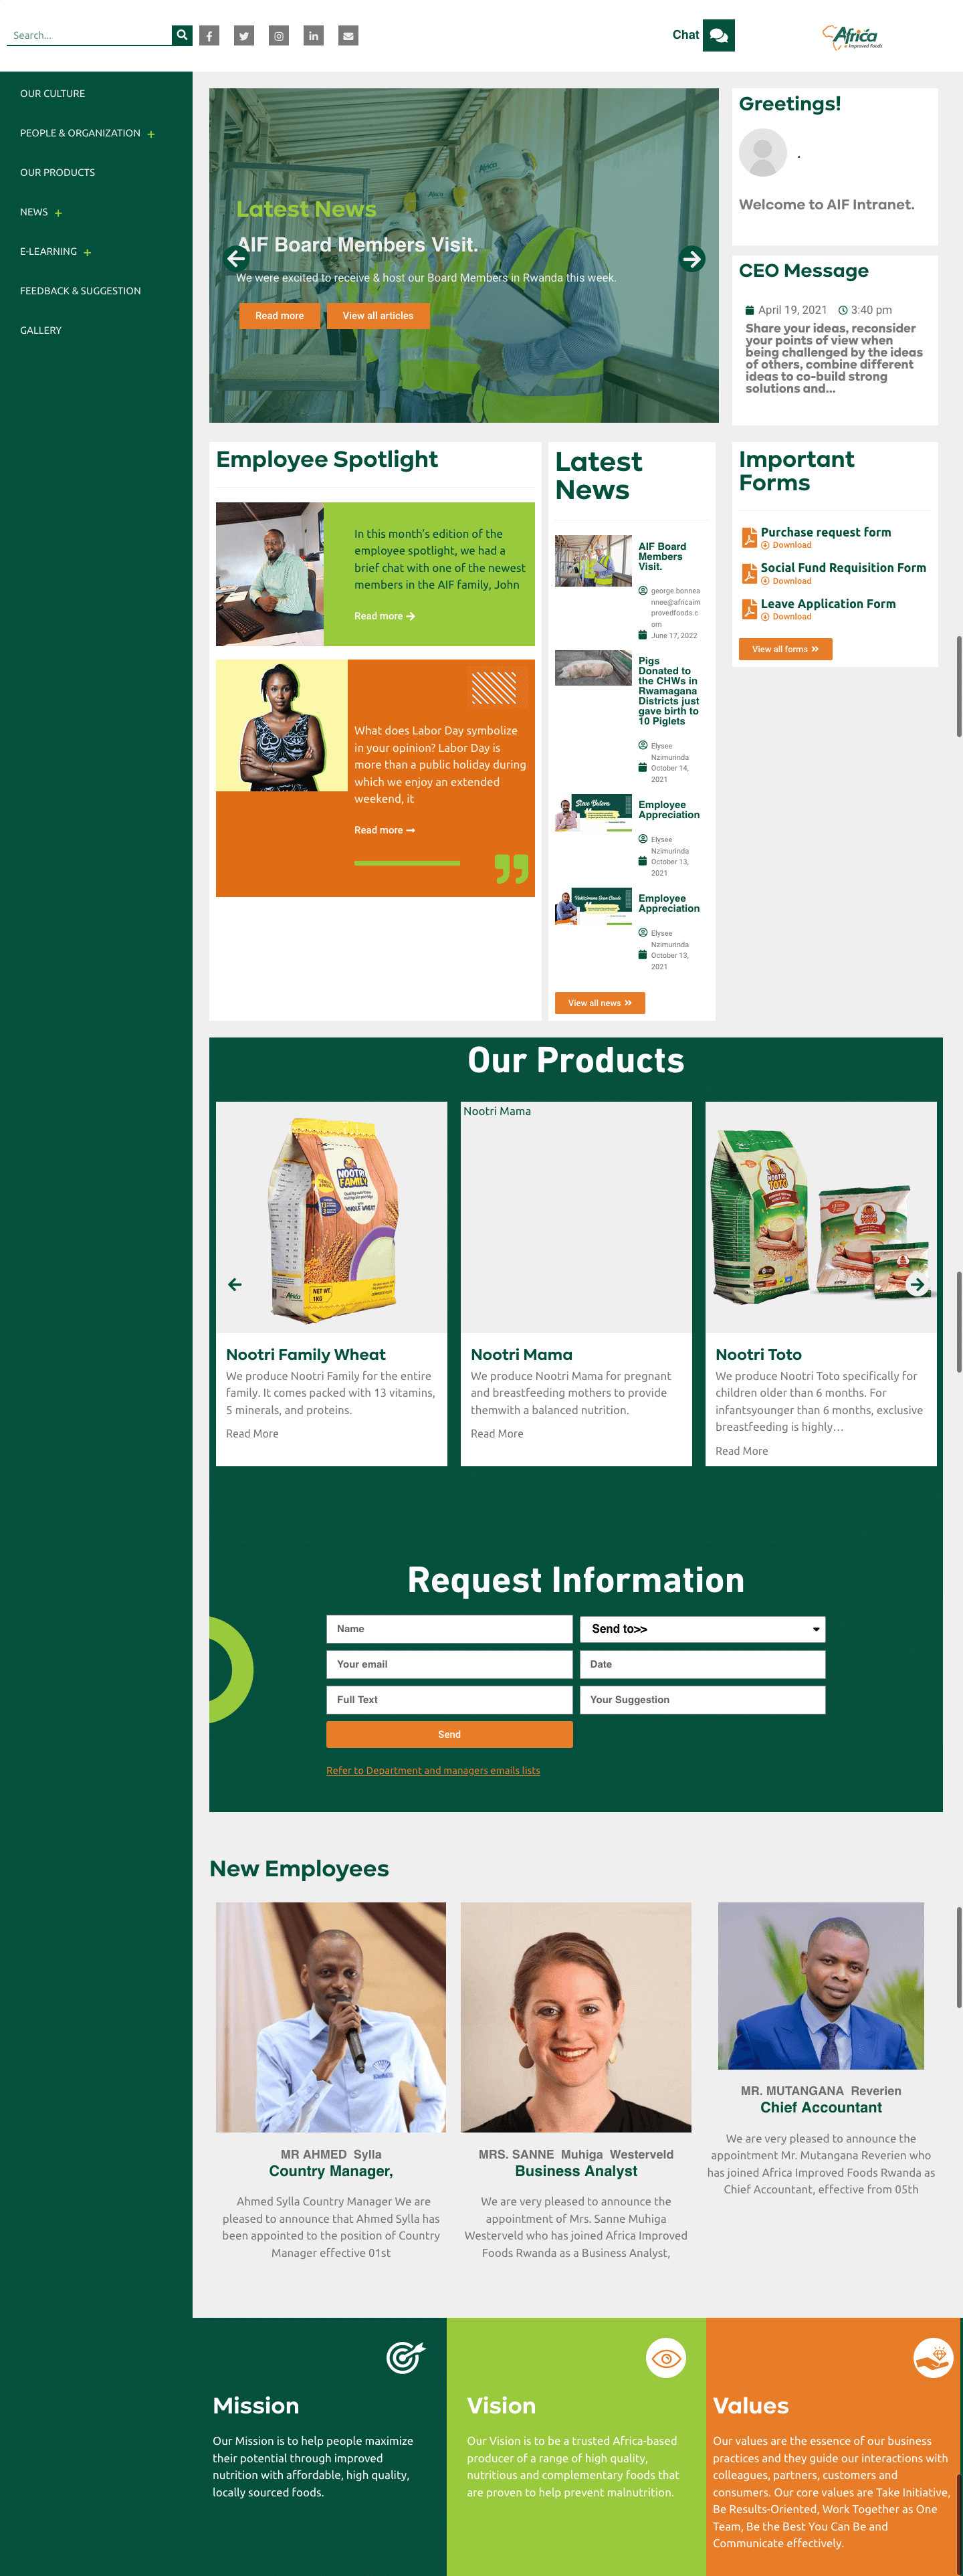 Search...
Chat
Africa
Improved Foods
OUR CULTURE
PEOPLE & ORGANIZATION +
OUR PRODUCTS
NEWS +
E-LEARNING +
FEEDBACK & SUGGESTION
GALLERY
Latest News
AIF Board Members Visit.
We were excited to receive & host our Board Members in Rwanda this week.
Read more
View all articles
Greetings!
.
Welcome to AIF Intranet.
CEO Message
April 19, 2021 3:40 pm
Share your ideas, reconsider
your points of view when
being challenged by the ideas
of others, combine different
ideas to co-build strong
solutions and...
Employee Spotlight
In this month's edition of the
employee spotlight, we had a
brief chat with one of the newest
members in the AIF family, John
Read more
What does Labor Day symbolize
in your opinion? Labor Day is
more than a public holiday during
which we enjoy an extended
weekend, it
Read more
Latest
News
AIF Board
Members
Visit.
george.bonnea
nnee@africaim
provedfoods.c
om
June 17, 2022
Pigs
Donated to
the CHWs in
Rwamagana
Districts just
gave birth to
10 Piglets
Elysee
Nzimurinda
October 14,
2021
Employee
Appreciation
Elysee
Nzimurinda
October 13,
2021
Employee
Appreciation
Elysee
Nzimurinda
October 13,
2021
View all news
Important
Forms
Purchase request form
Download
Social Fund Requisition Form
Download
Leave Application Form
Download
View all forms
Our Products
NOOTRI
FAMILY
WHOLE WHEAT
NET WT.
1KG
Nootri Family Wheat
We produce Nootri Family for the entire
family. It comes packed with 13 vitamins,
5 minerals, and proteins.
Read More
Nootri Mama
Nootri Mama
We produce Nootri Mama for pregnant
and breastfeeding mothers to provide
themwith a balanced nutrition.
Read More
NOOTRI
TOTO
Nootri Toto
We produce Nootri Toto specifically for
children older than 6 months. For
infantsyounger than 6 months, exclusive
breastfeeding is highly…
Read More
Request Information
Name
Send to>>
Your email
Date
Full Text
Your Suggestion
Send
Refer to Department and managers emails lists
New Employees
MR AHMED Sylla
Country Manager,
Ahmed Sylla Country Manager We are
pleased to announce that Ahmed Sylla has
been appointed to the position of Country
Manager effective 01st
MRS. SANNE Muhiga Westerveld
Business Analyst
We are very pleased to announce the
appointment of Mrs. Sanne Muhiga
Westerveld who has joined Africa Improved
Foods Rwanda as a Business Analyst,
MR. MUTANGANA Reverien
Chief Accountant
We are very pleased to announce the
appointment Mr. Mutangana Reverien who
has joined Africa Improved Foods Rwanda as
Chief Accountant, effective from 05th
Mission
Our Mission is to help people maximize
their potential through improved
nutrition with affordable, high quality,
locally sourced foods.
Vision
Our Vision is to be a trusted Africa-based
producer of a range of high quality,
nutritious and complementary foods that
are proven to help prevent malnutrition.
Values
Our values are the essence of our business
practices and they guide our interactions with
colleagues, partners, customers and
consumers. Our core values are Take Initiative,
Be Results-Oriented, Work Together as One
Team, Be the Best You Can Be and
Communicate effectively.